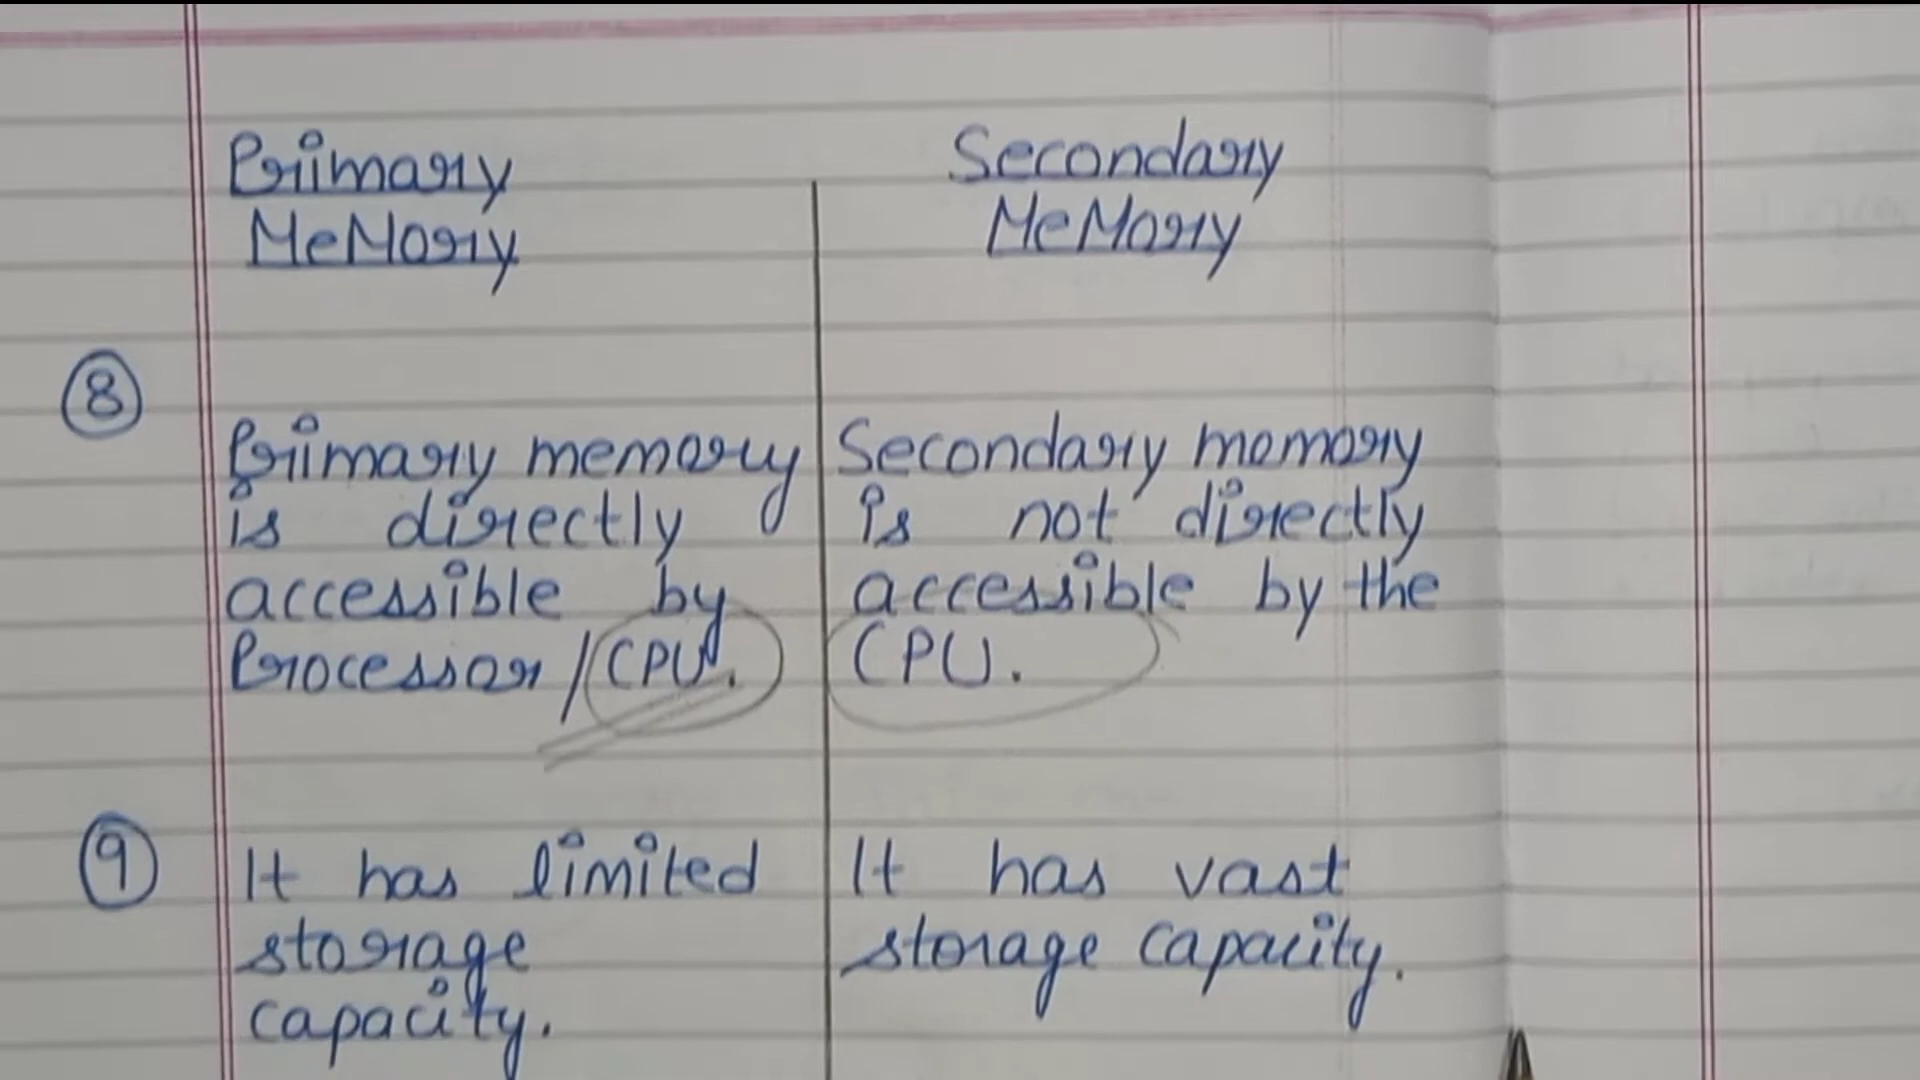 Primary
MeMory
Secondary
MeMory
8
Primary memory
is directly
accessible by
Processor / CPU.
Secondary memory
is not directly
accessible by the
CPU.
9
It has limited
storage
capacity.
It has vast
storage capacity.